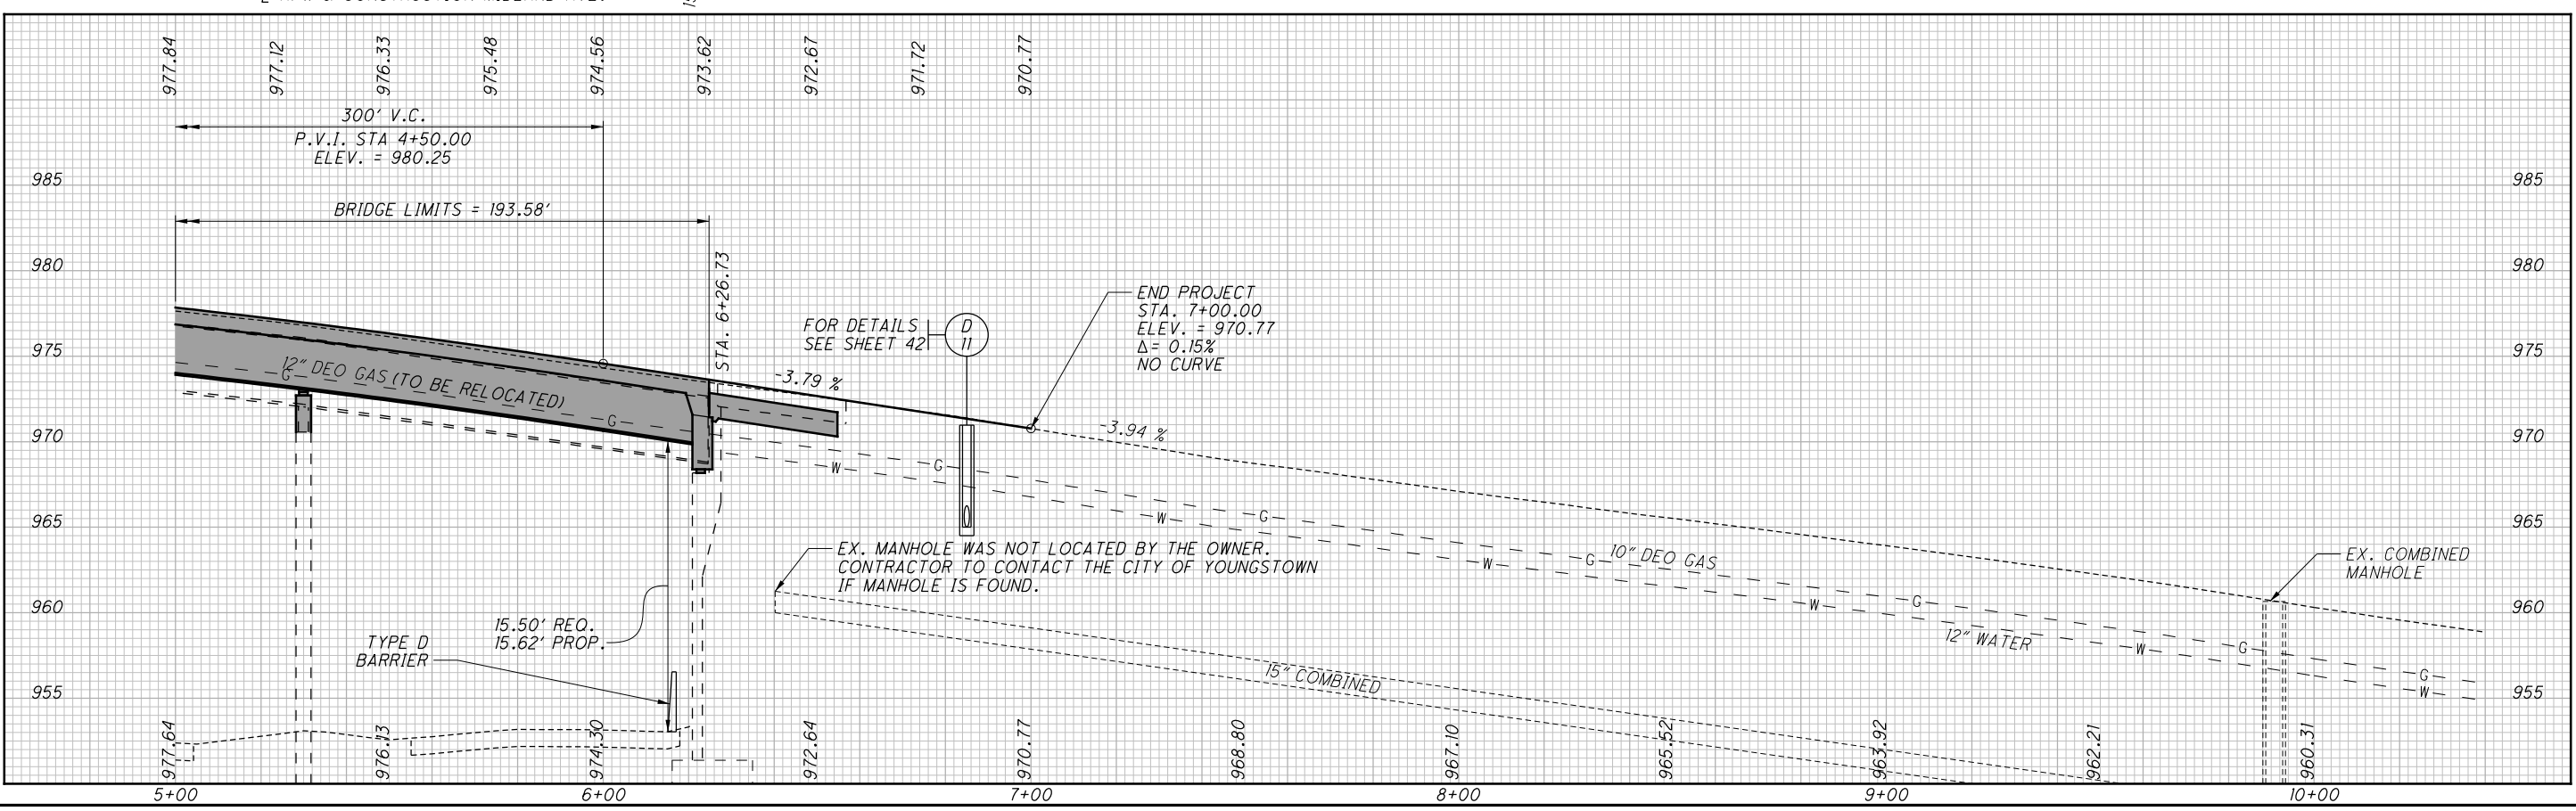 977.84
977.12
976.33
975.48
974.56
973.62
972.67
971.72
970.77
300' V.C.
P.V.I. STA 4+50.00
ELEV. = 980.25
985
985
BRIDGE LIMITS = 193.58'
980
980
STA. 6+26.73
END PROJECT
STA. 7+00.00
ELEV. = 970.77
Δ= 0.15%
NO CURVE
FOR DETAILS
SEE SHEET 42
D
11
975
975
12" DEO GAS (TO BE RELOCATED)
G
G
-3.79 %
970
-3.94 %
970
W
G
965
W
G
965
EX. MANHOLE WAS NOT LOCATED BY THE OWNER.
CONTRACTOR TO CONTACT THE CITY OF YOUNGSTOWN
IF MANHOLE IS FOUND.
W
G
10" DEO GAS
EX. COMBINED
MANHOLE
960
W
G
960
15.50' REQ.
15.62' PROP.
TYPE D
BARRIER
12" WATER
W
G
15" COMBINED
G
W
955
955
977.64
976.13
974.30
972.64
970.77
968.80
967.10
965.52
963.92
962.21
960.31
5+00
6+00
7+00
8+00
9+00
10+00